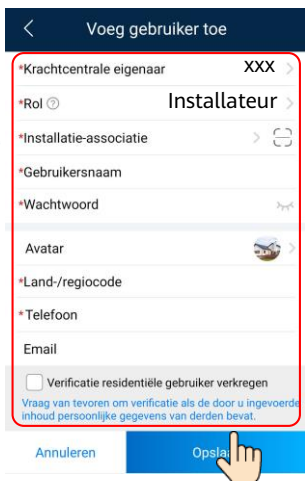 Voeg gebruiker toe
*Krachtcentrale eigenaar xxx
*Rol Installateur
*Installatie-associatie
*Gebruikersnaam
*Wachtwoord
Avatar
*Land-/regiocode
*Telefoon
Email
Verificatie residentiële gebruiker verkregen
Vraag van tevoren om verificatie als de door u ingevoerde
inhoud persoonlijke gegevens van derden bevat.
Annuleren Opslaa